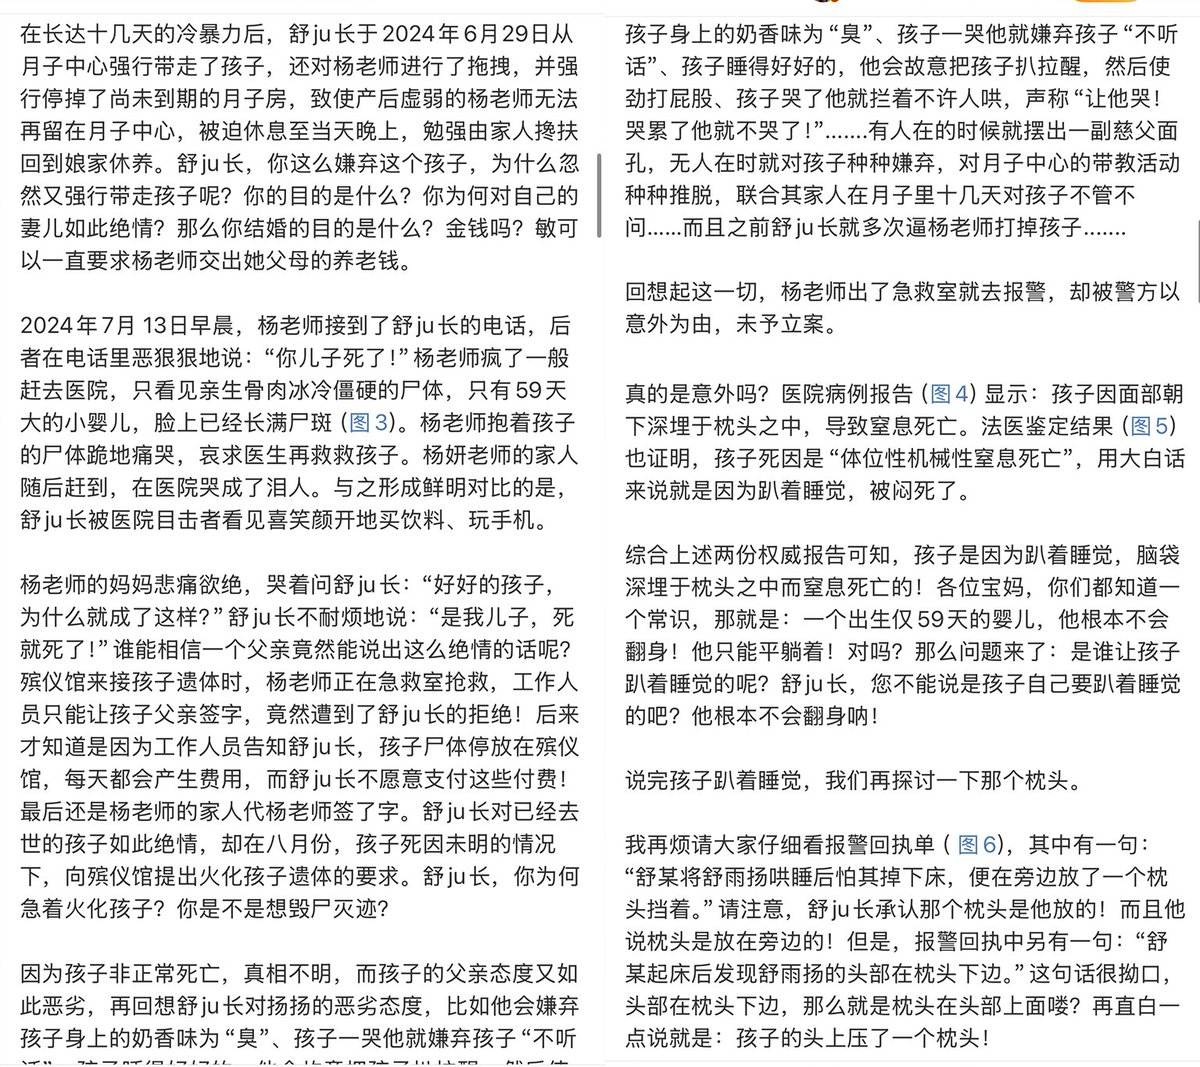 在长达十几天的冷暴力后，舒ju长于2024年6月29日从
月子中心强行带走了孩子，还对杨老师进行了拖拽，并强
行停掉了尚未到期的月子房，致使产后虚弱的杨老师无法
再留在月子中心，被迫休息至当天晚上，勉强由家人搀扶
回到娘家休养。舒ju长，你这么嫌弃这个孩子，为什么忽
然又强行带走孩子呢？你的目的是什么？你为何对自己的
妻儿如此绝情？那么你结婚的目的是什么？金钱吗？敏可
以一直要求杨老师交出她父母的养老钱。
2024年7月13日早晨，杨老师接到了舒ju长的电话，后
者在电话里恶狠狠地说：“你儿子死了！”杨老师疯了一般
赶去医院，只看见亲生骨肉冰冷僵硬的尸体，只有59天
大的小婴儿，脸上已经长满尸斑（图3）。杨老师抱着孩子
的尸体跪地痛哭，哀求医生再救救孩子。杨妍老师的家人
随后赶到，在医院哭成了泪人。与之形成鲜明对比的是，
舒ju长被医院目击者看见喜笑颜开地买饮料、玩手机。
杨老师的妈妈悲痛欲绝，哭着问舒ju长：“好好的孩子，
为什么就成了这样？”舒ju长不耐烦地说：“是我儿子，死
就死了！”谁能相信一个父亲竟然能说出这么绝情的话呢？
殡仪馆来接孩子遗体时，杨老师正在急救室抢救，工作人
员只能让孩子父亲签字，竟然遭到了舒ju长的拒绝！后来
才知道是因为工作人员告知舒ju长，孩子尸体停放在殡仪
馆，每天都会产生费用，而舒ju长不愿意支付这些付费！
最后还是杨老师的家人代杨老师签了字。舒ju长对已经去
世的孩子如此绝情，却在八月份，孩子死因未明的情况
下，向殡仪馆提出火化孩子遗体的要求。舒ju长，你为何
急着火化孩子？你是不是想毁尸灭迹？
因为孩子非正常死亡，真相不明，而孩子的父亲态度又如
此恶劣，再回想舒ju长对扬扬的恶劣态度，比如他会嫌弃
孩子身上的奶香味为“臭”、孩子一哭他就嫌弃孩子“不听
话”、孩子睡得好好的，他会故意把孩子扒拉醒，然后使
孩子身上的奶香味为“臭”、孩子一哭他就嫌弃孩子“不听
话”、孩子睡得好好的，他会故意把孩子扒拉醒，然后使
劲打屁股、孩子哭了他就拦着不许人哄，声称“让他哭！
哭累了他就不哭了！”.......有人在的时候就摆出一副慈父面
孔，无人在时就对孩子种种嫌弃，对月子中心的带教活动
种种推脱，联合其家人在月子里十几天对孩子不管不
问......而且之前舒ju长就多次逼杨老师打掉孩子.......
回想起这一切，杨老师出了急救室就去报警，却被警方以
意外为由，未予立案。
真的是意外吗？医院病例报告（图4）显示：孩子因面部朝
下深埋于枕头之中，导致窒息死亡。法医鉴定结果（图5）
也证明，孩子死因是“体位性机械性窒息死亡”，用大白话
来说就是因为趴着睡觉，被闷死了。
综合上述两份权威报告可知，孩子是因为趴着睡觉，脑袋
深埋于枕头之中而窒息死亡的！各位宝妈，你们都知道一
个常识，那就是：一个出生仅59天的婴儿，他根本不会
翻身！他只能平躺着！对吗？那么问题来了：是谁让孩子
趴着睡觉的呢？舒ju长，您不能说是孩子自己要趴着睡觉
的吧？他根本不会翻身呐！
说完孩子趴着睡觉，我们再探讨一下那个枕头。
我再烦请大家仔细看报警回执单（图6），其中有一句：
“舒某将舒雨扬哄睡后怕其掉下床，便在旁边放了一个枕
头挡着。”请注意，舒ju长承认那个枕头是他放的！而且他
说枕头是放在旁边的！但是，报警回执中另有一句：“舒
某起床后发现舒雨扬的头部在枕头下边。”这句话很拗口，
头部在枕头下边，那么就是枕头在头部上面喽？再直白一
点说就是：孩子的头上压了一个枕头！